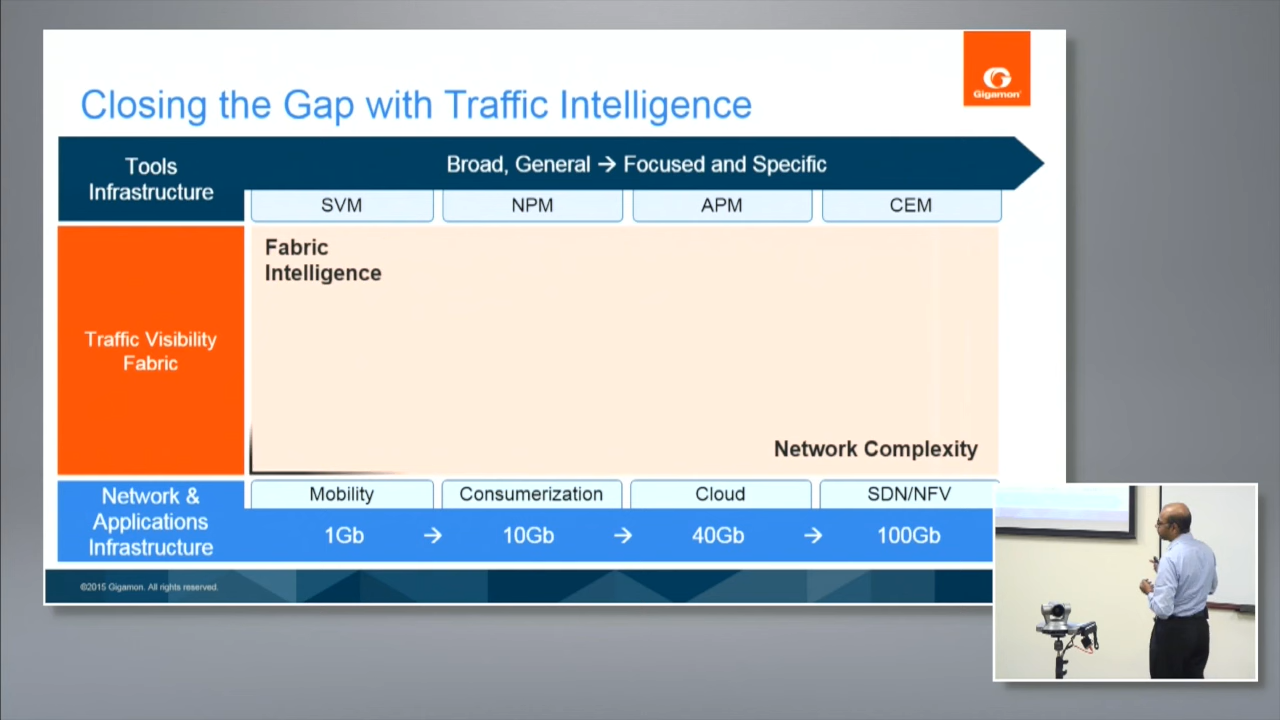 Gigamon
Closing the Gap with Traffic Intelligence
Tools
Infrastructure
Broad, General → Focused and Specific
SVM
NPM
APM
CEM
Fabric
Intelligence
Traffic Visibility
Fabric
Network Complexity
Network &
Applications
Infrastructure
Mobility
Consumerization
Cloud
SDN/NFV
1Gb → 10Gb → 40Gb → 100Gb
©2015 Gigamon. All rights reserved.